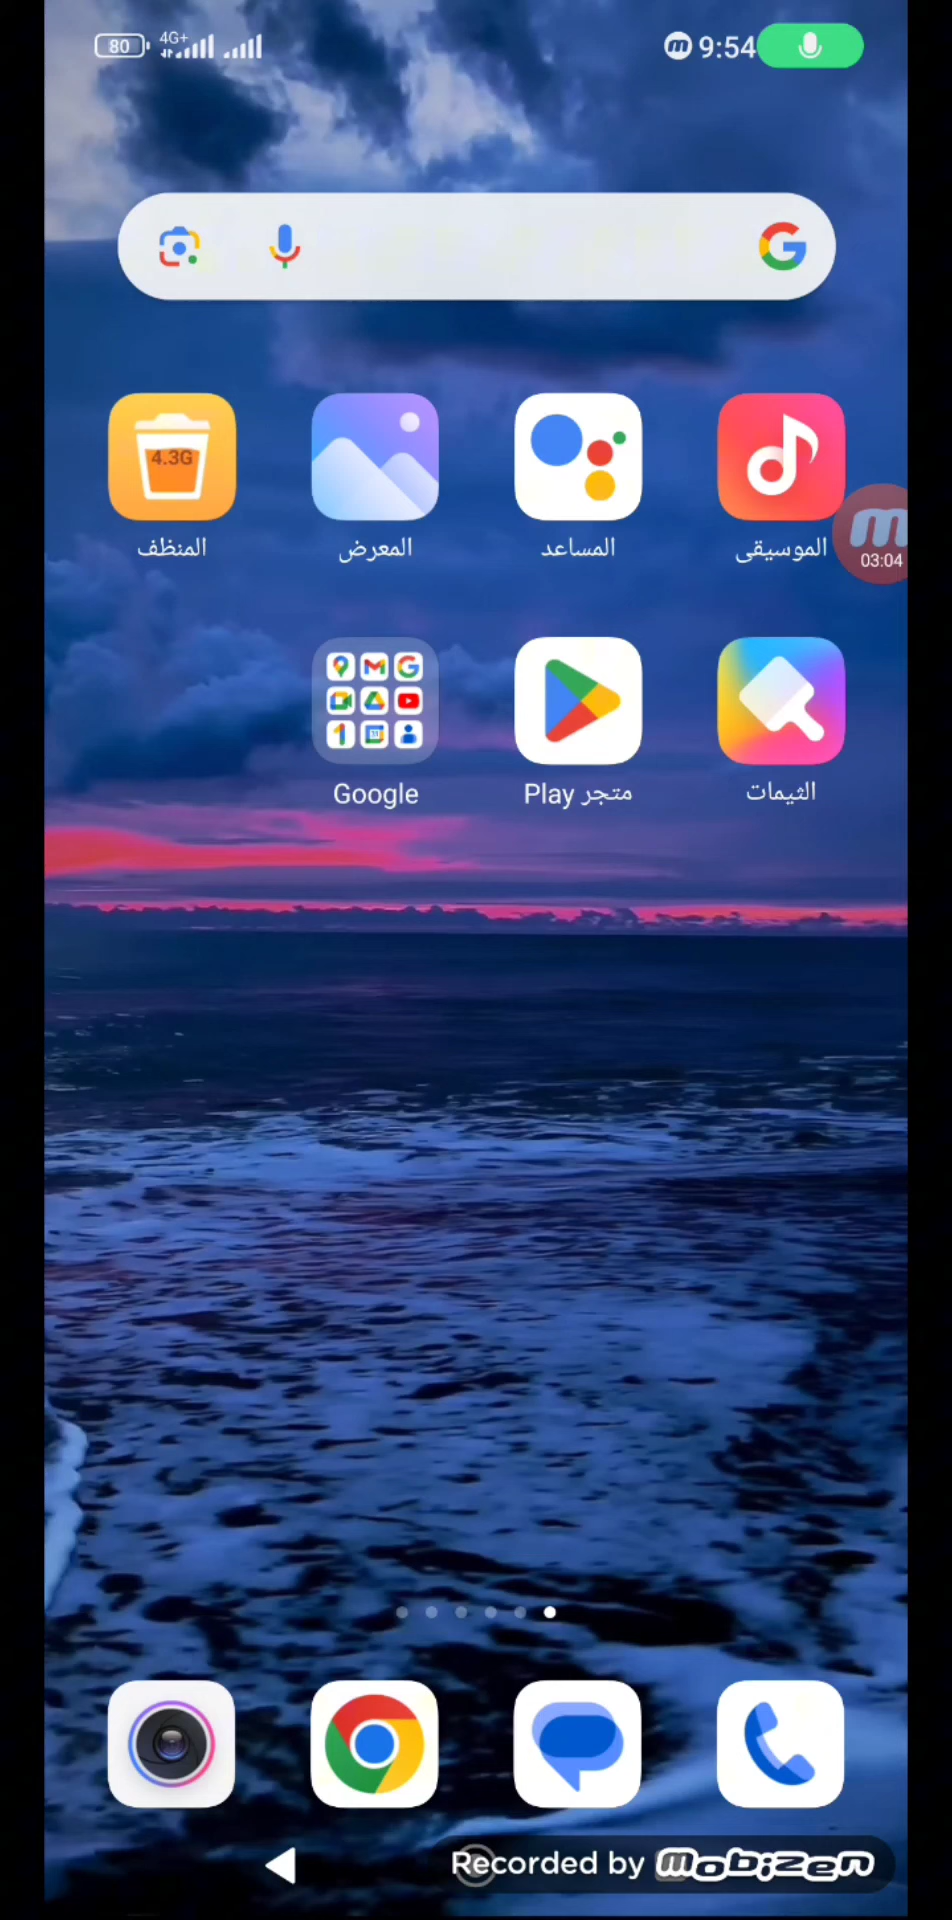 80 4G+ 9:54
4.3G
الموسيقى المساعد المعرض المنظف
03:04
31
الثيمات متجر Play Google
Recorded by mobizen